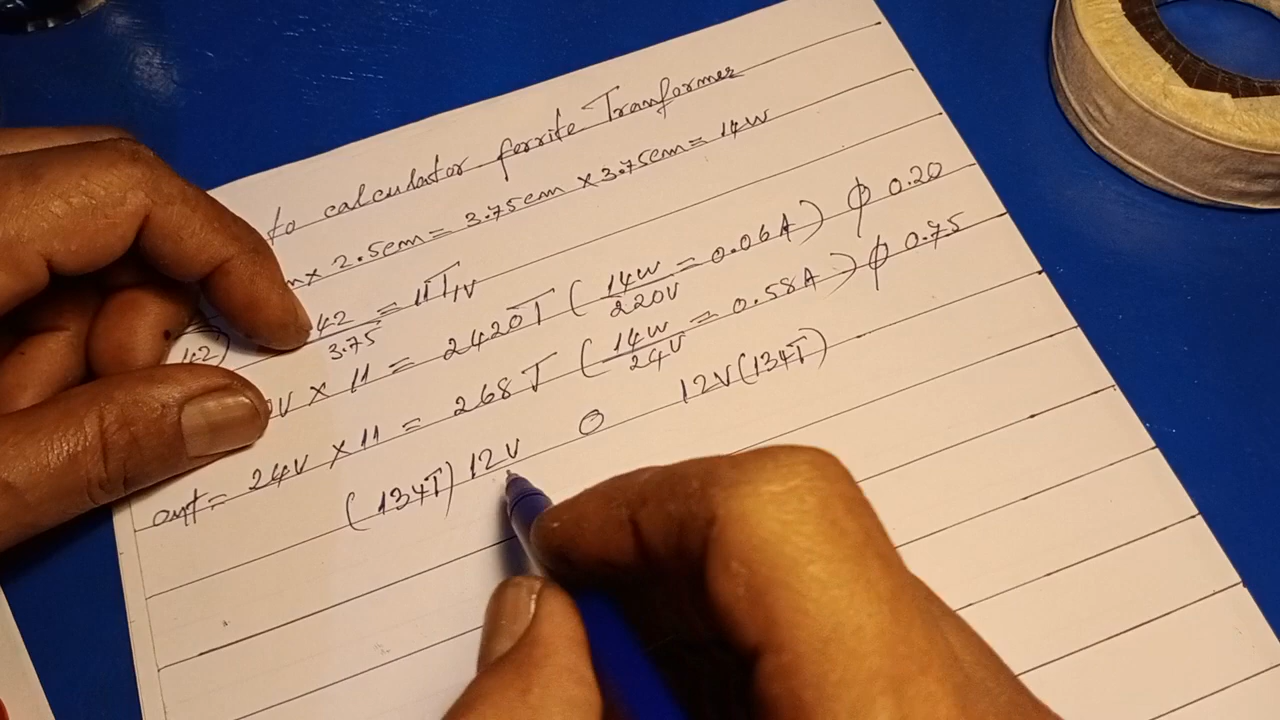 to calculator ferrite Tranformer
m × 2.5cm = 3.75cm × 3.75cm = 14W
42/3.75 = 11T/1V
42)
0V × 11 = 2420T (14W/220V = 0.06A) ϕ 0.20
out = 24V × 11 = 268T (14W/24V = 0.58A) ϕ 0.75
(134T) 12V 0 12V (134T)